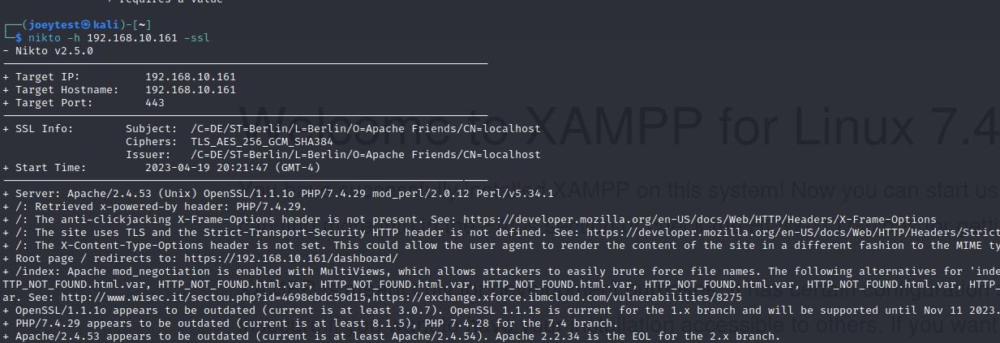 + requires a value
┌──(joeytest㉿kali)-[~]
└─$ nikto -h 192.168.10.161 -ssl
- Nikto v2.5.0
---------------------------------------------------------------------------
+ Target IP:          192.168.10.161
+ Target Hostname:    192.168.10.161
+ Target Port:        443
---------------------------------------------------------------------------
+ SSL Info:        Subject:  /C=DE/ST=Berlin/L=Berlin/O=Apache Friends/CN=localhost
                   Ciphers:  TLS_AES_256_GCM_SHA384
                   Issuer:   /C=DE/ST=Berlin/L=Berlin/O=Apache Friends/CN=localhost
+ Start Time:         2023-04-19 20:21:47 (GMT-4)
---------------------------------------------------------------------------
+ Server: Apache/2.4.53 (Unix) OpenSSL/1.1.1o PHP/7.4.29 mod_perl/2.0.12 Perl/v5.34.1
+ /: Retrieved x-powered-by header: PHP/7.4.29.
+ /: The anti-clickjacking X-Frame-Options header is not present. See: https://developer.mozilla.org/en-US/docs/Web/HTTP/Headers/X-Frame-Options
+ /: The site uses TLS and the Strict-Transport-Security HTTP header is not defined. See: https://developer.mozilla.org/en-US/docs/Web/HTTP/Headers/Strict
+ /: The X-Content-Type-Options header is not set. This could allow the user agent to render the content of the site in a different fashion to the MIME ty
+ Root page / redirects to: https://192.168.10.161/dashboard/
+ /index: Apache mod_negotiation is enabled with MultiViews, which allows attackers to easily brute force file names. The following alternatives for 'inde
TTP_NOT_FOUND.html.var, HTTP_NOT_FOUND.html.var, HTTP_NOT_FOUND.html.var, HTTP_NOT_FOUND.html.var, HTTP_NOT_FOUND.html.var, HTTP_NOT_FOUND.html.var, HTTP_
ar. See: http://www.wisec.it/sectou.php?id=4698ebdc59d15,https://exchange.xforce.ibmcloud.com/vulnerabilities/8275
+ OpenSSL/1.1.1o appears to be outdated (current is at least 3.0.7). OpenSSL 1.1.1s is current for the 1.x branch and will be supported until Nov 11 2023.
+ PHP/7.4.29 appears to be outdated (current is at least 8.1.5), PHP 7.4.28 for the 7.4 branch.
+ Apache/2.4.53 appears to be outdated (current is at least Apache/2.4.54). Apache 2.2.34 is the EOL for the 2.x branch.
Welcome to XAMPP for Linux 7.4
You have successfully installed XAMPP on this system! Now you can start us